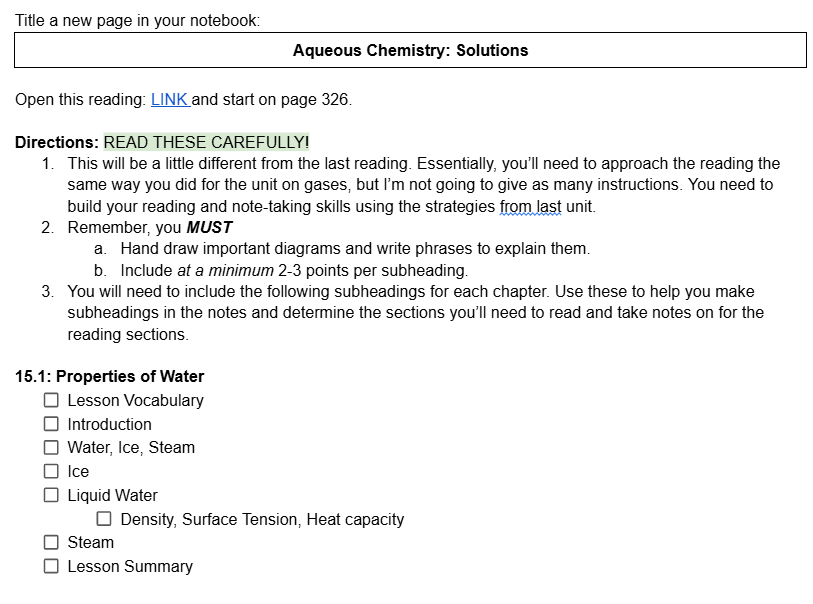 Title a new page in your notebook:
Aqueous Chemistry: Solutions
Open this reading: LINK and start on page 326.
Directions: READ THESE CAREFULLY!
1. This will be a little different from the last reading. Essentially, you’ll need to approach the reading the
same way you did for the unit on gases, but I’m not going to give as many instructions. You need to
build your reading and note-taking skills using the strategies from last unit.
2. Remember, you MUST
a. Hand draw important diagrams and write phrases to explain them.
b. Include at a minimum 2-3 points per subheading.
3. You will need to include the following subheadings for each chapter. Use these to help you make
subheadings in the notes and determine the sections you’ll need to read and take notes on for the
reading sections.
15.1: Properties of Water
Lesson Vocabulary
Introduction
Water, Ice, Steam
Ice
Liquid Water
Density, Surface Tension, Heat capacity
Steam
Lesson Summary